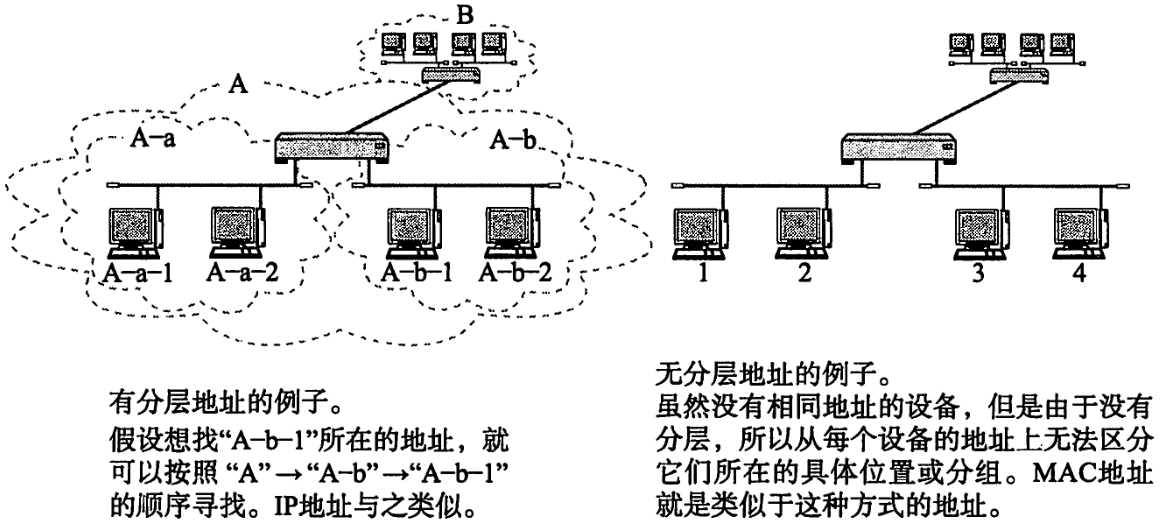 B
A
A-a
A-b
A-a-1 A-a-2 A-b-1 A-b-2
1 2 3 4
有分层地址的例子。
假设想找“A-b-1”所在的地址，就
可以按照 “A”→“A-b”→“A-b-1”
的顺序寻找。IP地址与之类似。
无分层地址的例子。
虽然没有相同地址的设备，但是由于没有
分层，所以从每个设备的地址上无法区分
它们所在的具体位置或分组。MAC地址
就是类似于这种方式的地址。